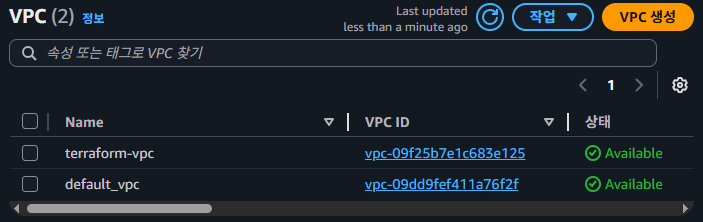 VPC (2) 정보
Last updated
less than a minute ago
작업
VPC 생성
속성 또는 태그로 VPC 찾기
1
Name VPC ID 상태
terraform-vpc vpc-09f25b7e1c683e125 Available
default_vpc vpc-09dd9fef411a76f2f Available